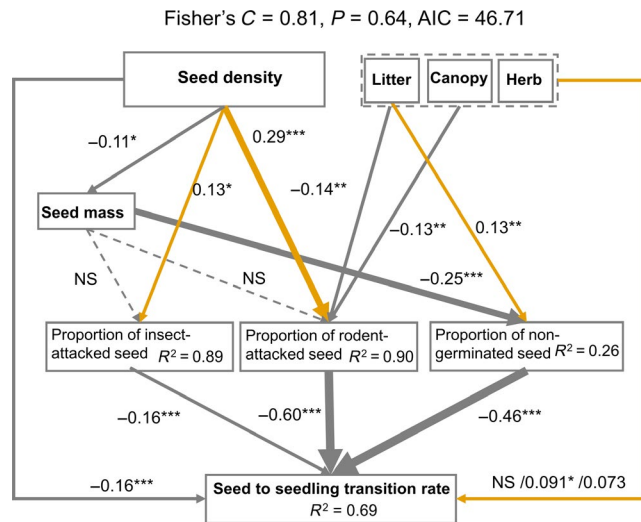 Fisher's C = 0.81, P = 0.64, AIC = 46.71
Seed density
Litter
Canopy
Herb
–0.11*
0.29***
0.13*
–0.14**
Seed mass
–0.13**
0.13**
NS
NS
–0.25***
Proportion of insect-
attacked seed R² = 0.89
Proportion of rodent-
attacked seed R² = 0.90
Proportion of non-
germinated seed R² = 0.26
–0.16***
–0.60***
–0.46***
–0.16***
Seed to seedling transition rate
R² = 0.69
NS /0.091* /0.073